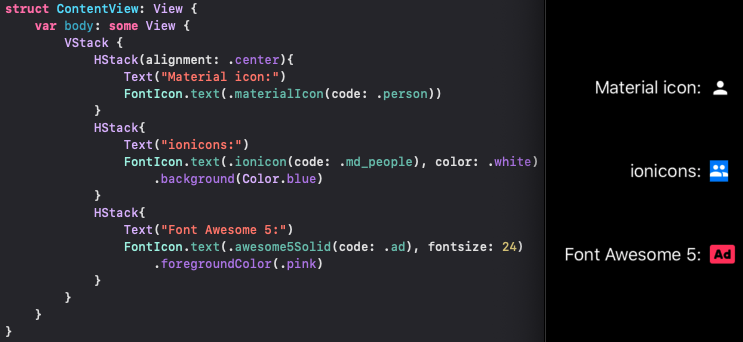 struct ContentView: View {
    var body: some View {
        VStack {
            HStack(alignment: .center){
                Text("Material icon:")
                FontIcon.text(.materialIcon(code: .person))
            }
            HStack{
                Text("ionicons:")
                FontIcon.text(.ionicon(code: .md_people), color: .white)
                    .background(Color.blue)
            }
            HStack{
                Text("Font Awesome 5:")
                FontIcon.text(.awesome5Solid(code: .ad), fontsize: 24)
                    .foregroundColor(.pink)
            }
        }
    }
}
Material icon:
ionicons:
Font Awesome 5: Ad